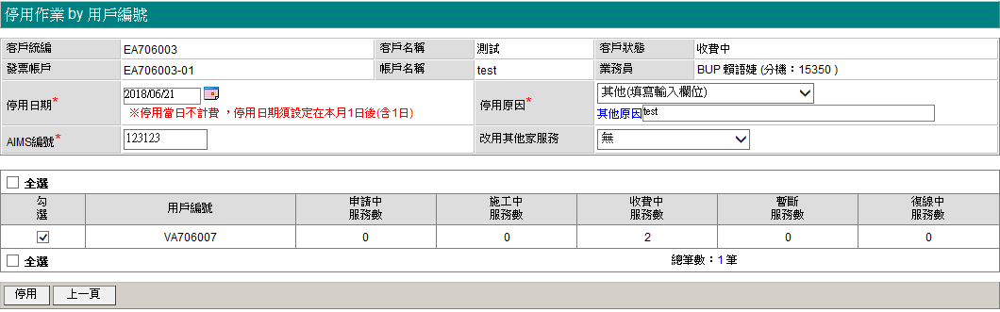 停用作業 by 用戶編號
客戶統編 EA706003 客戶名稱 測試 客戶狀態 收費中
發票帳戶 EA706003-01 帳戶名稱 test 業務員 BUP 賴語婕 (分機：15350 )
停用日期* 2018/06/21 停用原因* 其他(填寫輸入欄位)
※停用當日不計費 ，停用日期須設定在本月1日後(含1日) 其他原因 test
AIMS編號* 123123 改用其他家服務 無
全選
勾選 用戶編號 申請中服務數 施工中服務數 收費中服務數 暫斷服務數 復線中服務數
VA706007 0 0 2 0 0
全選 總筆數：1 筆
停用 上一頁